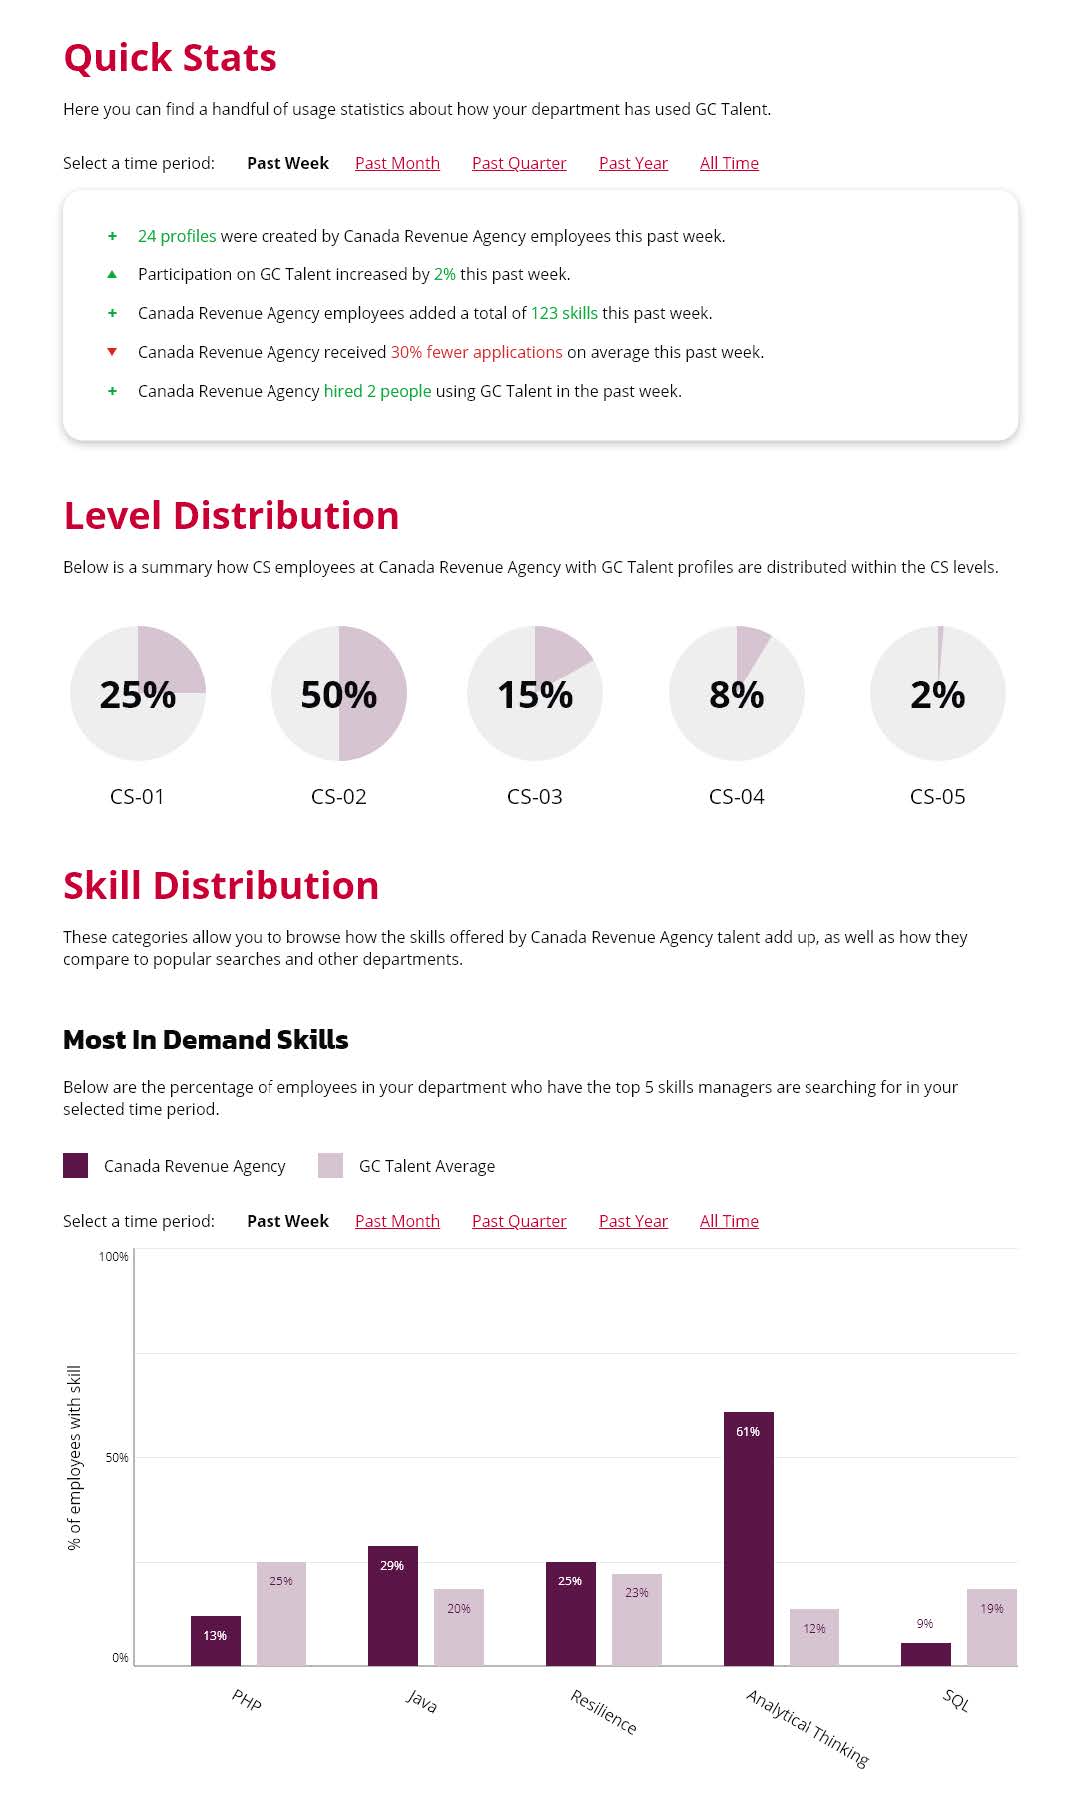 Quick Stats
Here you can find a handful of usage statistics about how your department has used GC Talent.
Select a time period: Past Week Past Month Past Quarter Past Year All Time
+ 24 profiles were created by Canada Revenue Agency employees this past week.
▲ Participation on GC Talent increased by 2% this past week.
+ Canada Revenue Agency employees added a total of 123 skills this past week.
▼ Canada Revenue Agency received 30% fewer applications on average this past week.
+ Canada Revenue Agency hired 2 people using GC Talent in the past week.
Level Distribution
Below is a summary how CS employees at Canada Revenue Agency with GC Talent profiles are distributed within the CS levels.
25% 50% 15% 8% 2%
CS-01 CS-02 CS-03 CS-04 CS-05
Skill Distribution
These categories allow you to browse how the skills offered by Canada Revenue Agency talent add up, as well as how they
compare to popular searches and other departments.
Most In Demand Skills
Below are the percentage of employees in your department who have the top 5 skills managers are searching for in your
selected time period.
Canada Revenue Agency GC Talent Average
Select a time period: Past Week Past Month Past Quarter Past Year All Time
% of employees with skill
100%
50%
0%
13% 25% 29% 20% 25% 23% 61% 12% 9% 19%
PHP Java Resilience Analytical Thinking SQL